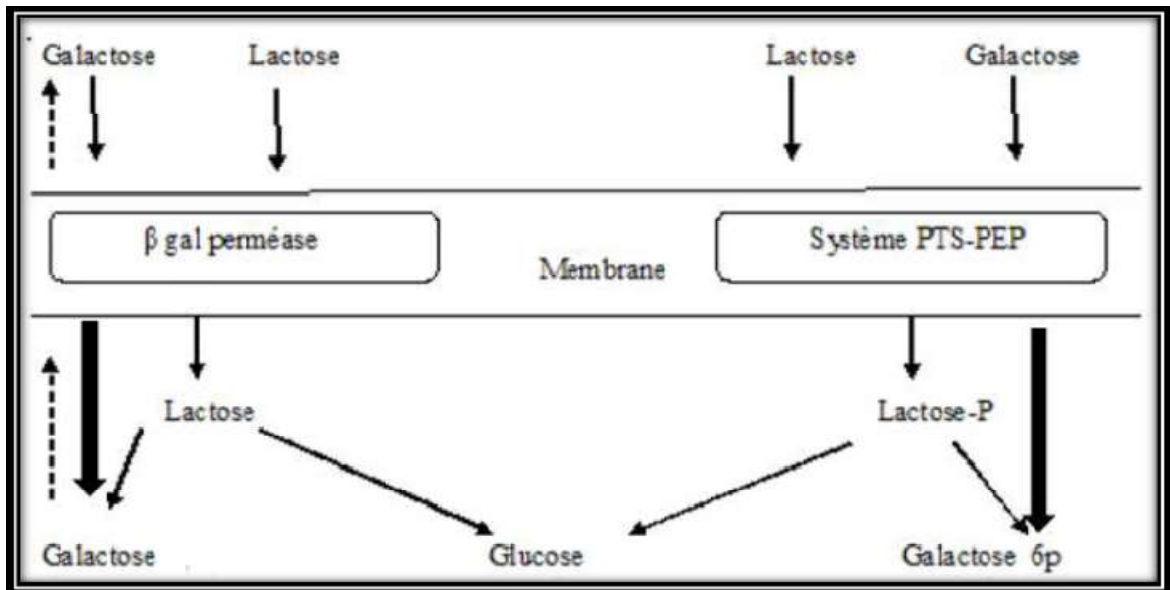 Galactose Lactose Lactose Galactose
β gal perméase Système PTS-PEP
Membrane
Lactose Lactose-P
Galactose Glucose Galactose 6p